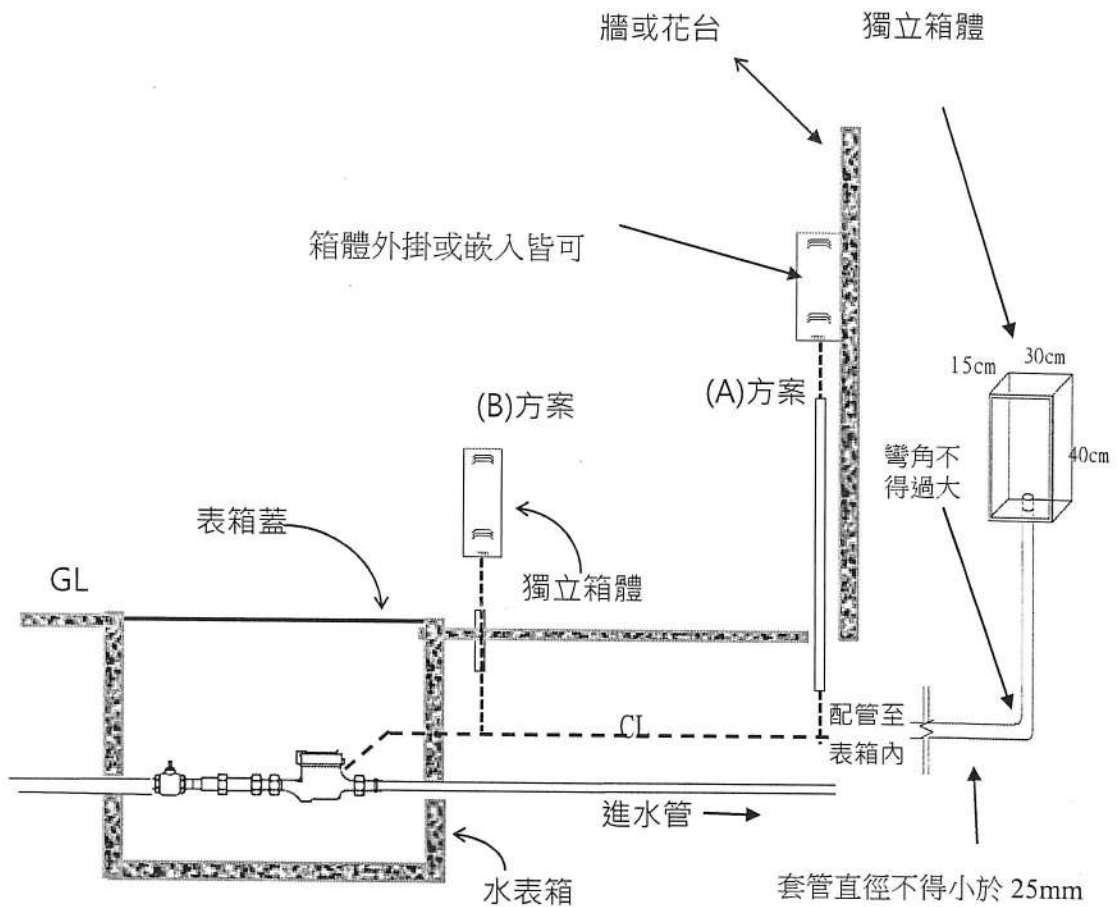 牆或花台
獨立箱體
箱體外掛或嵌入皆可
15cm
30cm
40cm
(B)方案
(A)方案
彎角不
得過大
表箱蓋
獨立箱體
GL
配管至
表箱內
CL
進水管
水表箱
套管直徑不得小於 25mm